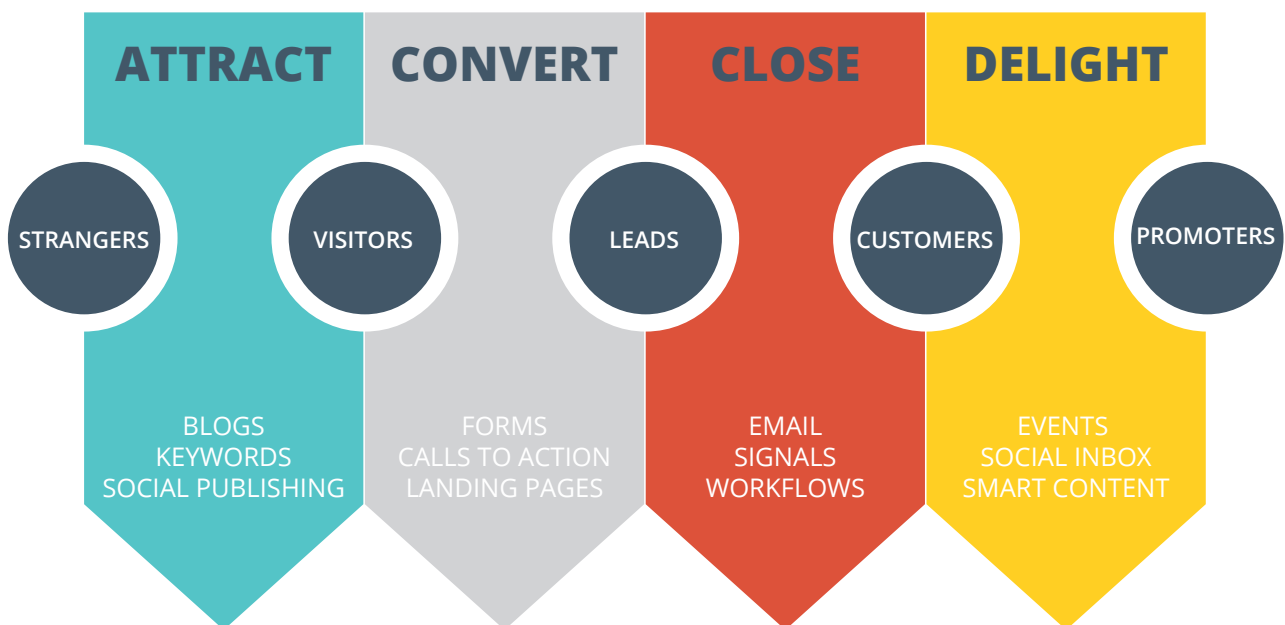 ATTRACT
CONVERT
CLOSE
DELIGHT
STRANGERS
VISITORS
LEADS
CUSTOMERS
PROMOTERS
BLOGS
KEYWORDS
SOCIAL PUBLISHING
FORMS
CALLS TO ACTION
LANDING PAGES
EMAIL
SIGNALS
WORKFLOWS
EVENTS
SOCIAL INBOX
SMART CONTENT